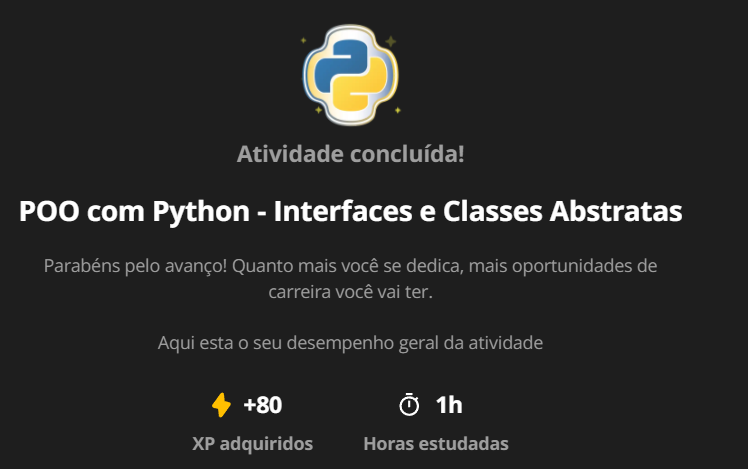 Atividade concluída!
POO com Python - Interfaces e Classes Abstratas
Parabéns pelo avanço! Quanto mais você se dedica, mais oportunidades de
carreira você vai ter.
Aqui esta o seu desempenho geral da atividade
+80 1h
XP adquiridos Horas estudadas